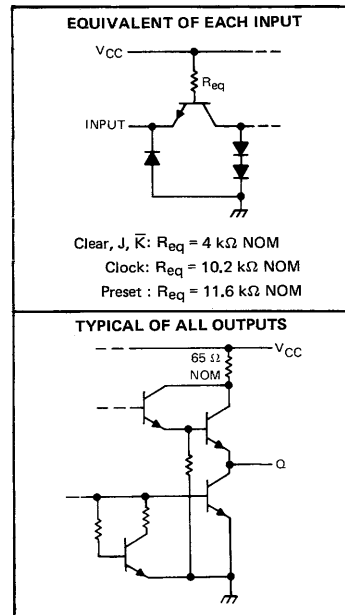 EQUIVALENT OF EACH INPUT
VCC
Req
INPUT
Clear, J, K̅: Req = 4 kΩ NOM
Clock: Req = 10.2 kΩ NOM
Preset : Req = 11.6 kΩ NOM
TYPICAL OF ALL OUTPUTS
VCC
65 Ω
NOM
Q